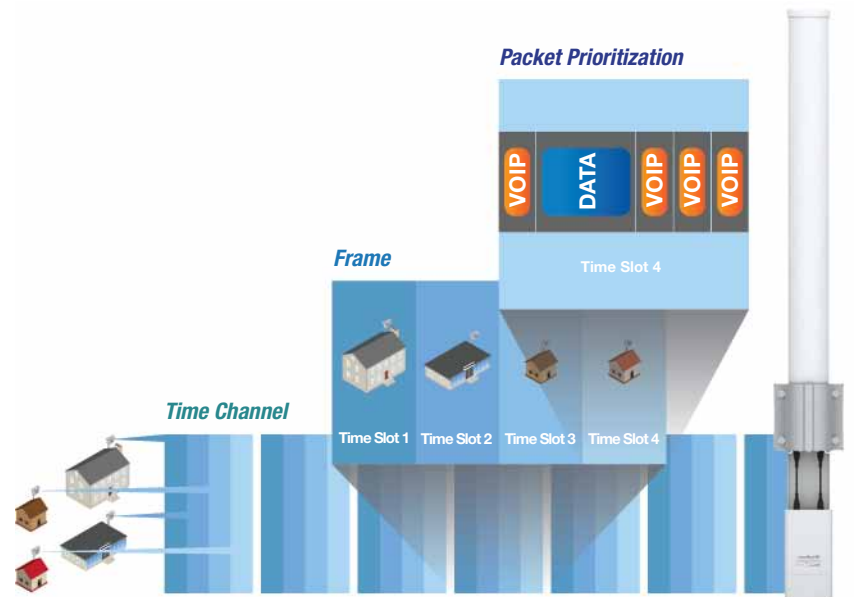 Packet Prioritization
VOIP
DATA
VOIP
VOIP
VOIP
Time Slot 4
Frame
Time Slot 1
Time Slot 2
Time Slot 3
Time Slot 4
Time Channel